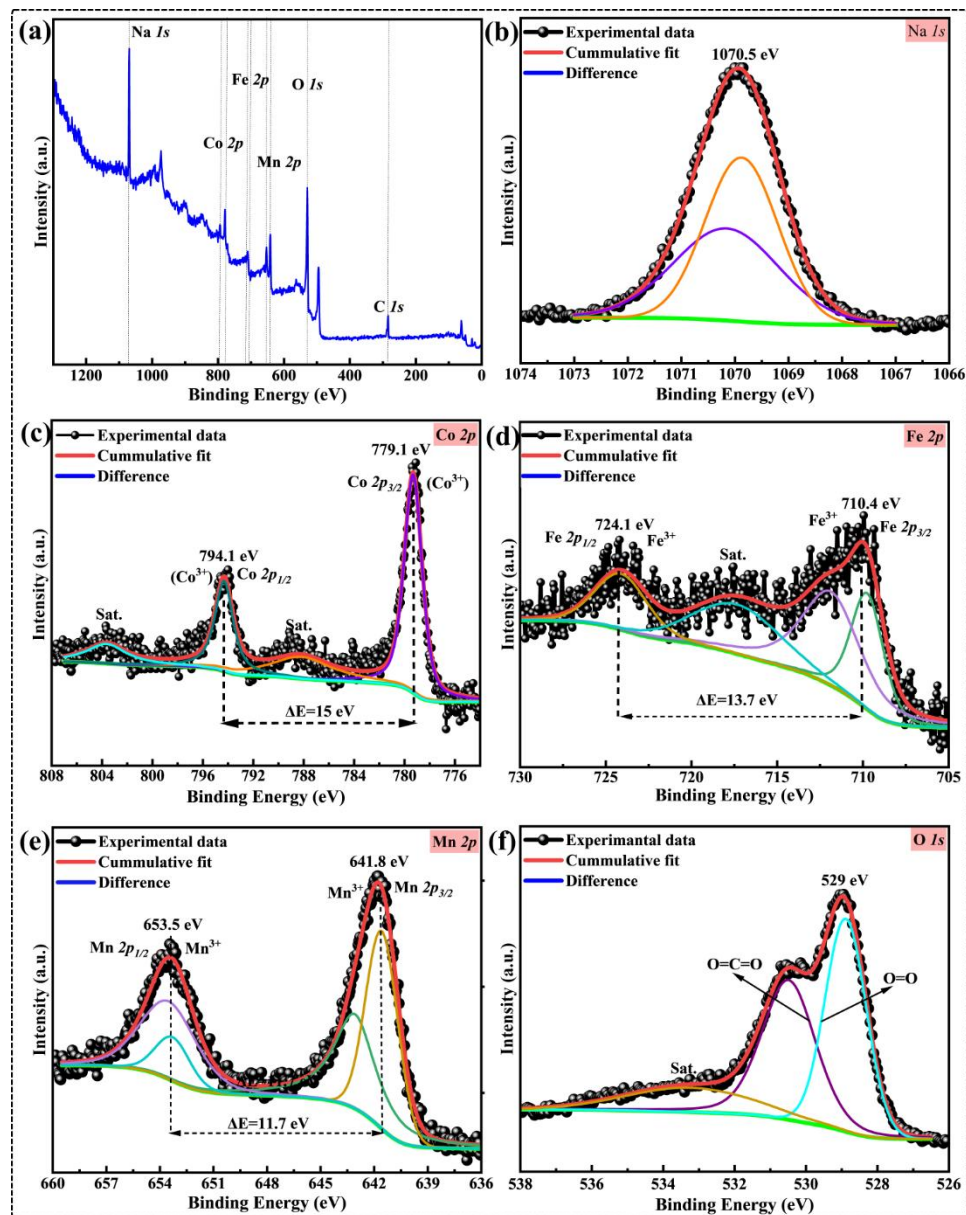 (a)
Na 1s
Fe 2p
O 1s
Co 2p
Mn 2p
C 1s
Intensity (a.u.)
1200 1000 800 600 400 200 0
Binding Energy (eV)
(b)
Experimental data
Cummulative fit
Difference
1070.5 eV
Na 1s
Intensity (a.u.)
1074 1073 1072 1071 1070 1069 1068 1067 1066
Binding Energy (eV)
(c)
Experimental data
Cummulative fit
Difference
Co 2p
779.1 eV
Co 2p3/2 (Co³⁺)
794.1 eV
(Co³⁺) Co 2p1/2
Sat.
Sat.
ΔE=15 eV
Intensity (a.u.)
808 804 800 796 792 788 784 780 776
Binding Energy (eV)
(d)
Experimental data
Cummulative fit
Difference
Fe 2p
710.4 eV
Fe³⁺
Fe 2p3/2
724.1 eV
Fe 2p1/2
Fe³⁺
Sat.
ΔE=13.7 eV
Intensity (a.u.)
730 725 720 715 710 705
Binding Energy (eV)
(e)
Experimental data
Cummulative fit
Difference
Mn 2p
641.8 eV
Mn³⁺ Mn 2p3/2
653.5 eV
Mn 2p1/2 Mn³⁺
ΔE=11.7 eV
Intensity (a.u.)
660 657 654 651 648 645 642 639 636
Binding Energy (eV)
(f)
Experimantal data
Cummulative fit
Difference
O 1s
529 eV
O=C=O
O=O
Sat.
Intensity (a.u.)
538 536 534 532 530 528 526
Binding Energy (eV)